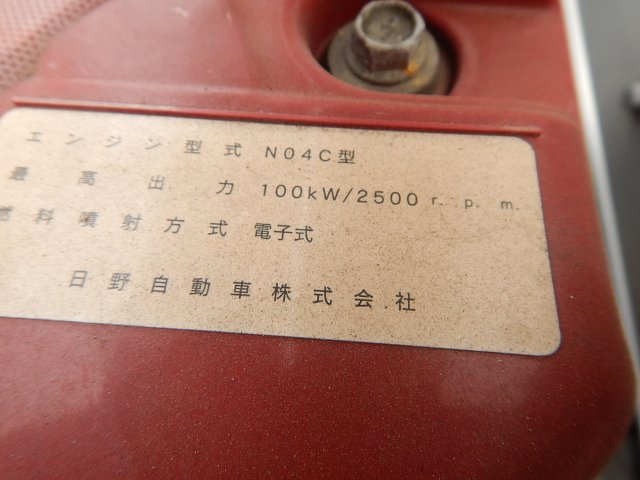 エンジン型式 N04C型
最高出力 100kW/2500 r. p. m.
燃料噴射方式 電子式
日野自動車株式会社